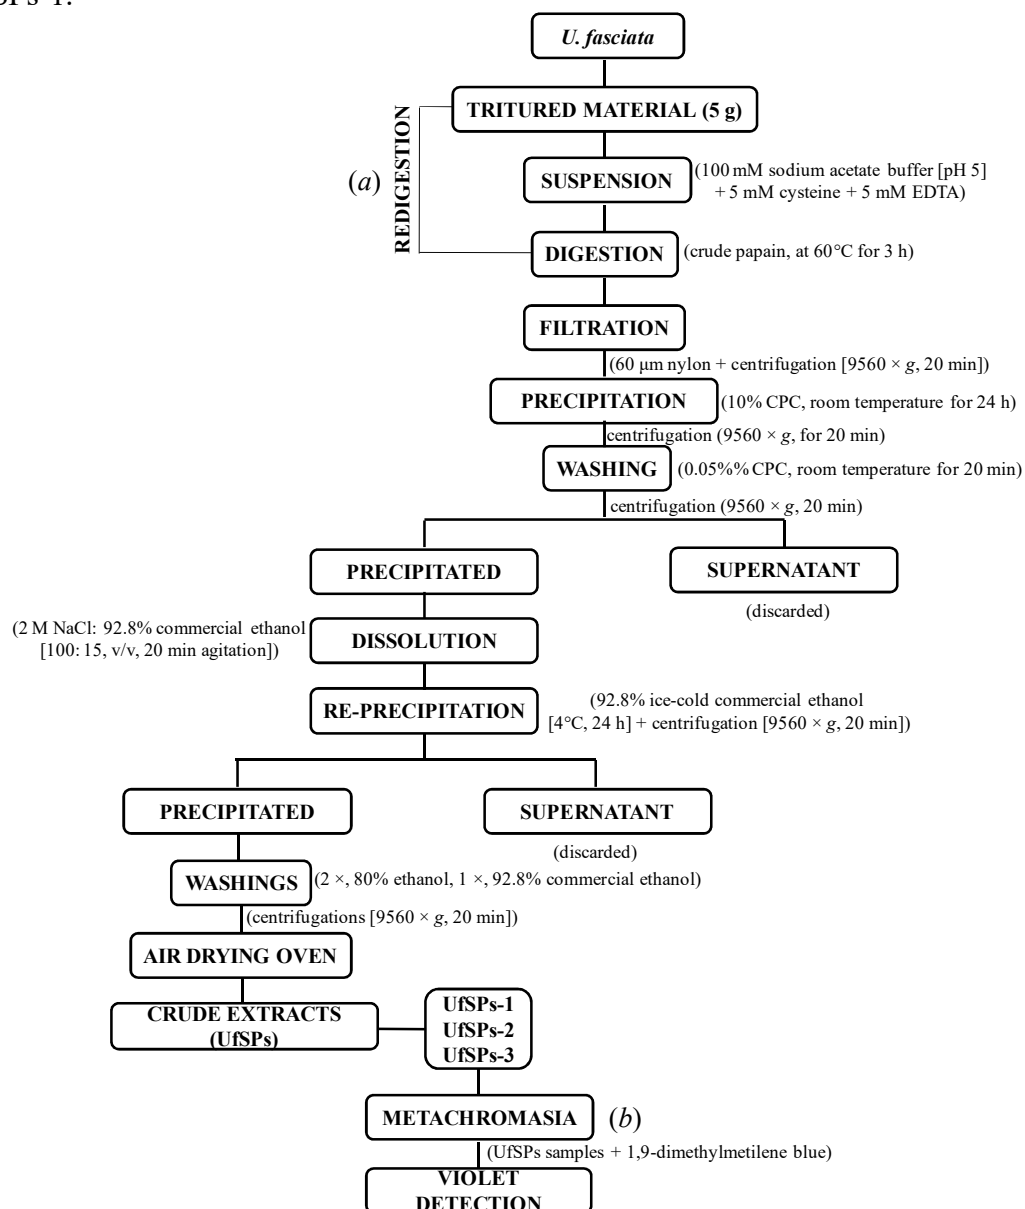 U. fasciata
TRITURED MATERIAL (5 g)
(a)
REDIGESTION
SUSPENSION
(100 mM sodium acetate buffer [pH 5]
+ 5 mM cysteine + 5 mM EDTA)
DIGESTION
(crude papain, at 60°C for 3 h)
FILTRATION
(60 μm nylon + centrifugation [9560 × g, 20 min])
PRECIPITATION
(10% CPC, room temperature for 24 h)
centrifugation (9560 × g, for 20 min)
WASHING
(0.05%% CPC, room temperature for 20 min)
centrifugation (9560 × g, 20 min)
PRECIPITATED
SUPERNATANT
(discarded)
(2 M NaCl: 92.8% commercial ethanol
[100: 15, v/v, 20 min agitation])
DISSOLUTION
RE-PRECIPITATION
(92.8% ice-cold commercial ethanol
[4°C, 24 h] + centrifugation [9560 × g, 20 min])
PRECIPITATED
SUPERNATANT
(discarded)
WASHINGS
(2 ×, 80% ethanol, 1 ×, 92.8% commercial ethanol)
(centrifugations [9560 × g, 20 min])
AIR DRYING OVEN
CRUDE EXTRACTS
(UfSPs)
UfSPs-1
UfSPs-2
UfSPs-3
METACHROMASIA
(b)
(UfSPs samples + 1,9-dimethylmetilene blue)
VIOLET
DETECTION